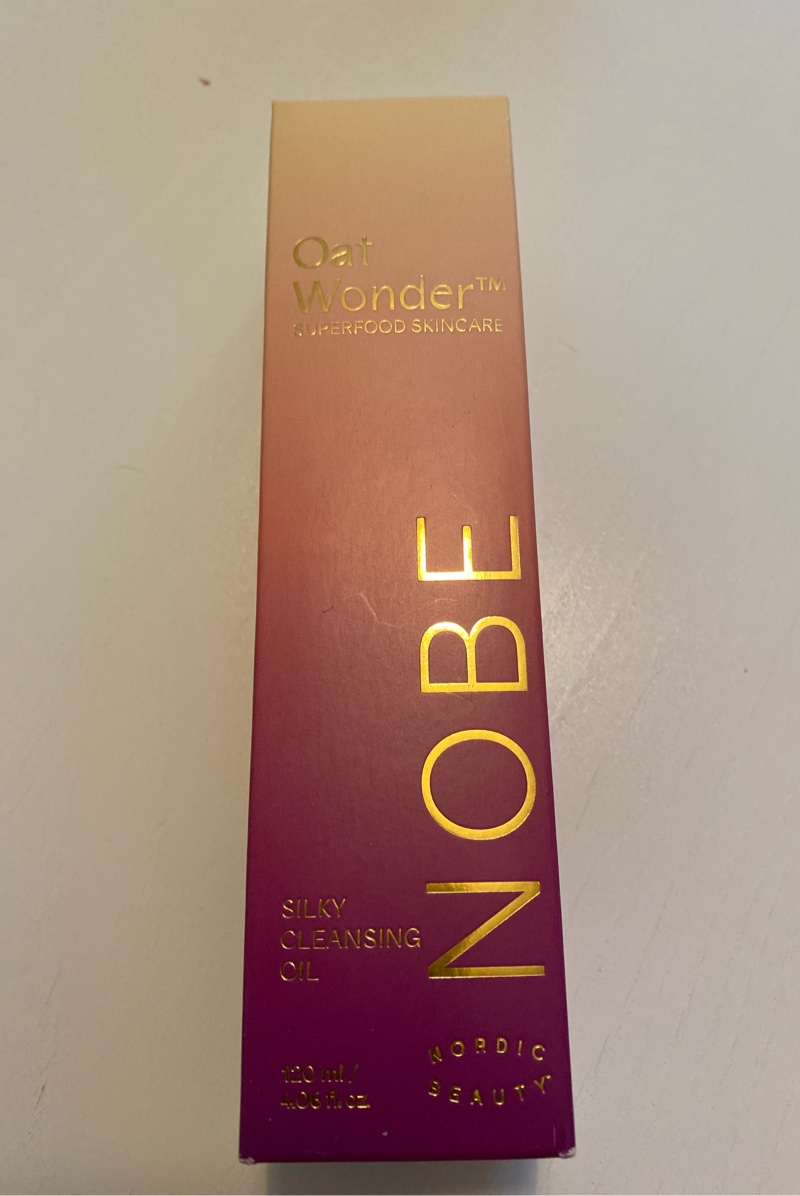 Oat
Wonder™
SUPERFOOD SKINCARE
NOBE
SILKY
CLEANSING
OIL
NORDIC
BEAUTY
120 ml /
4.06 fl. oz.